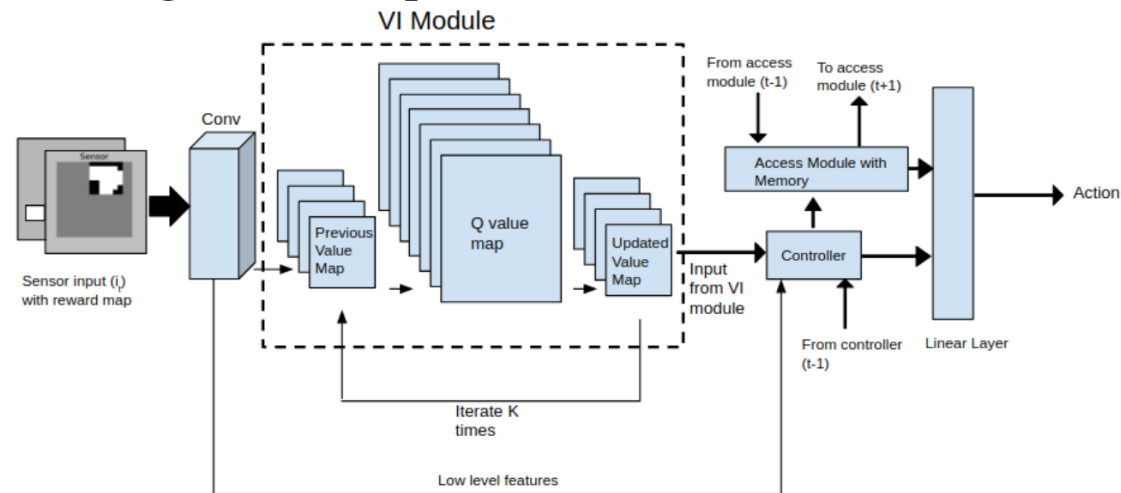 VI Module
From access
module (t-1)
To access
module (t+1)
Conv
Sensor
Access Module with
Memory
Action
Previous
Value
Map
Q value
map
Updated
Value
Map
Controller
Input
from VI
module
Sensor input (it)
with reward map
From controller
(t-1)
Linear Layer
Iterate K
times
Low level features